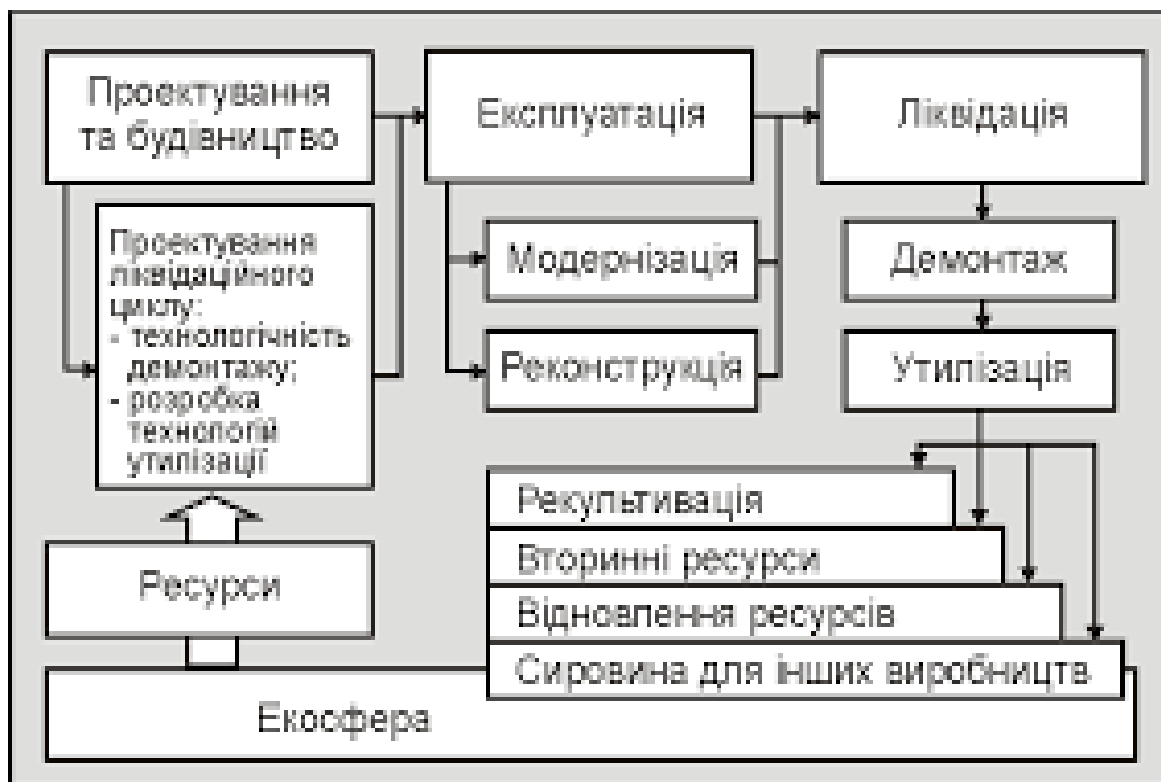 Проектування
та будівництво
Експлуатація
Ліквідація
Проектування
ліквідаційного
циклу:
- технологічність
демонтажу;
- розробка
технологій
утилізації
Модернізація
Реконструкція
Демонтаж
Утилізація
Рекультивація
Вторинні ресурси
Відновлення ресурсів
Сировина для інших виробництв
Ресурси
Екосфера